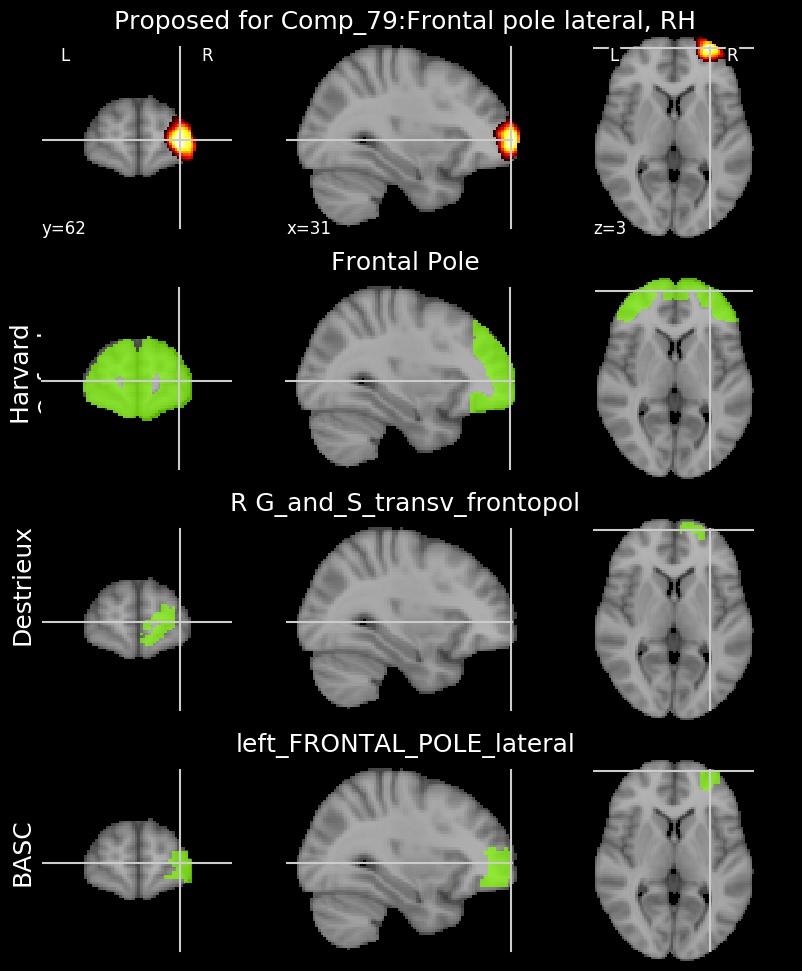 Proposed for Comp_79:Frontal pole lateral, RH
L R L R
y=62 x=31 z=3
Frontal Pole
Harvard
R G_and_S_transv_frontopol
Destrieux
left_FRONTAL_POLE_lateral
BASC